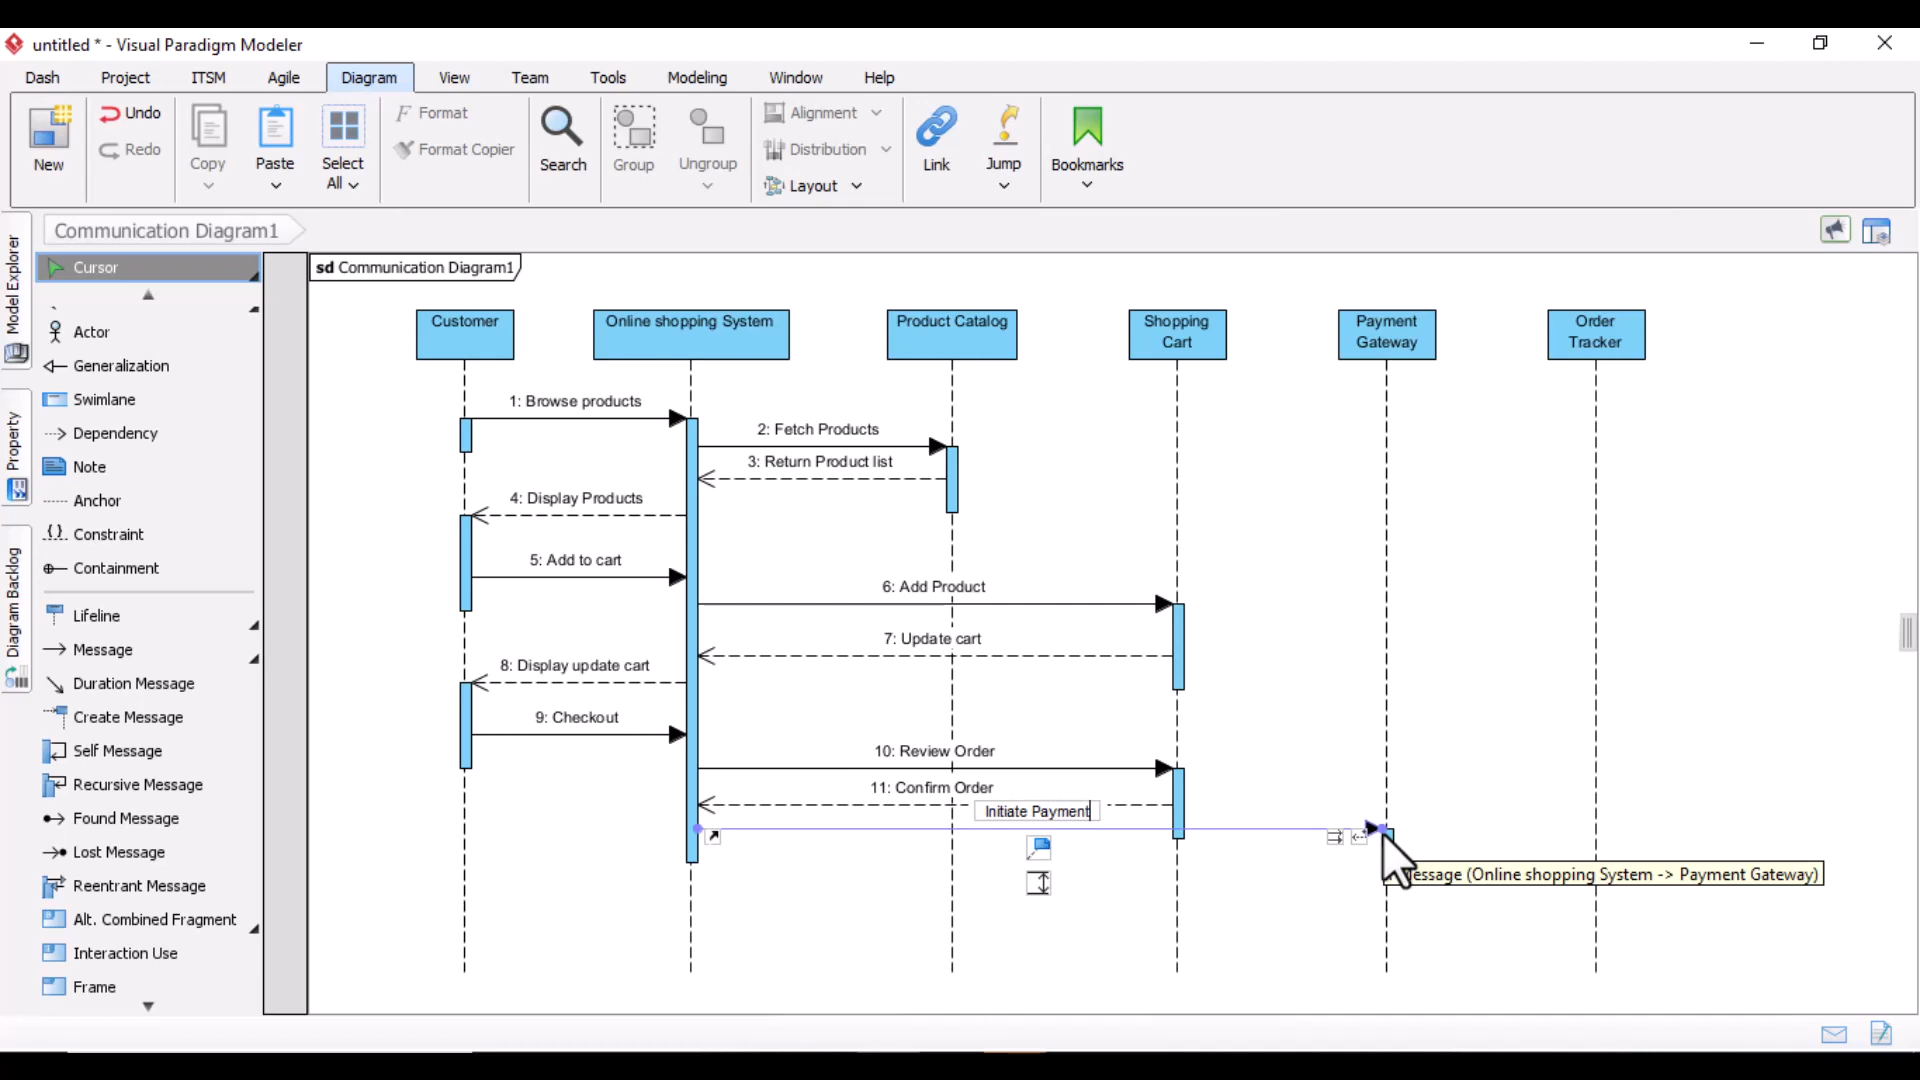 untitled * - Visual Paradigm Modeler
Dash Project ITSM Agile Diagram View Team Tools Modeling Window Help
New
Undo
Redo
Copy
Paste
Select
All
Format
Format Copier
Search
Group
Ungroup
Alignment
Distribution
Layout
Link
Jump
Bookmarks
Communication Diagram1
Model Explorer
Property
Diagram Backlog
Cursor
Actor
Generalization
Swimlane
Dependency
Note
Anchor
Constraint
Containment
Lifeline
Message
Duration Message
Create Message
Self Message
Recursive Message
Found Message
Lost Message
Reentrant Message
Alt. Combined Fragment
Interaction Use
Frame
sd Communication Diagram1
Customer
Online shopping System
Product Catalog
Shopping
Cart
Payment
Gateway
Order
Tracker
1: Browse products
2: Fetch Products
3: Return Product list
4: Display Products
5: Add to cart
6: Add Product
7: Update cart
8: Display update cart
9: Checkout
10: Review Order
11: Confirm Order
Initiate Payment
essage (Online shopping System -> Payment Gateway)